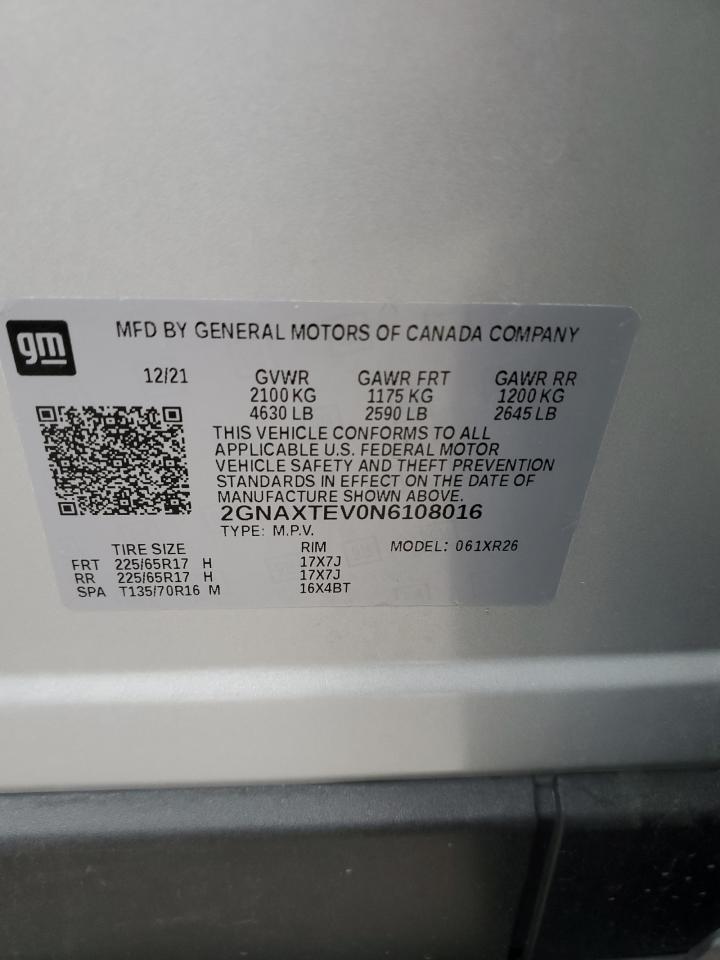 gm
MFD BY GENERAL MOTORS OF CANADA COMPANY
12/21 GVWR GAWR FRT GAWR RR
2100 KG 1175 KG 1200 KG
4630 LB 2590 LB 2645 LB
THIS VEHICLE CONFORMS TO ALL
APPLICABLE U.S. FEDERAL MOTOR
VEHICLE SAFETY AND THEFT PREVENTION
STANDARDS IN EFFECT ON THE DATE OF
MANUFACTURE SHOWN ABOVE.
2GNAXTEV0N6108016
TYPE: M.P.V.
TIRE SIZE RIM MODEL: 061XR26
FRT 225/65R17 H 17X7J
RR 225/65R17 H 17X7J
SPA T135/70R16 M 16X4BT